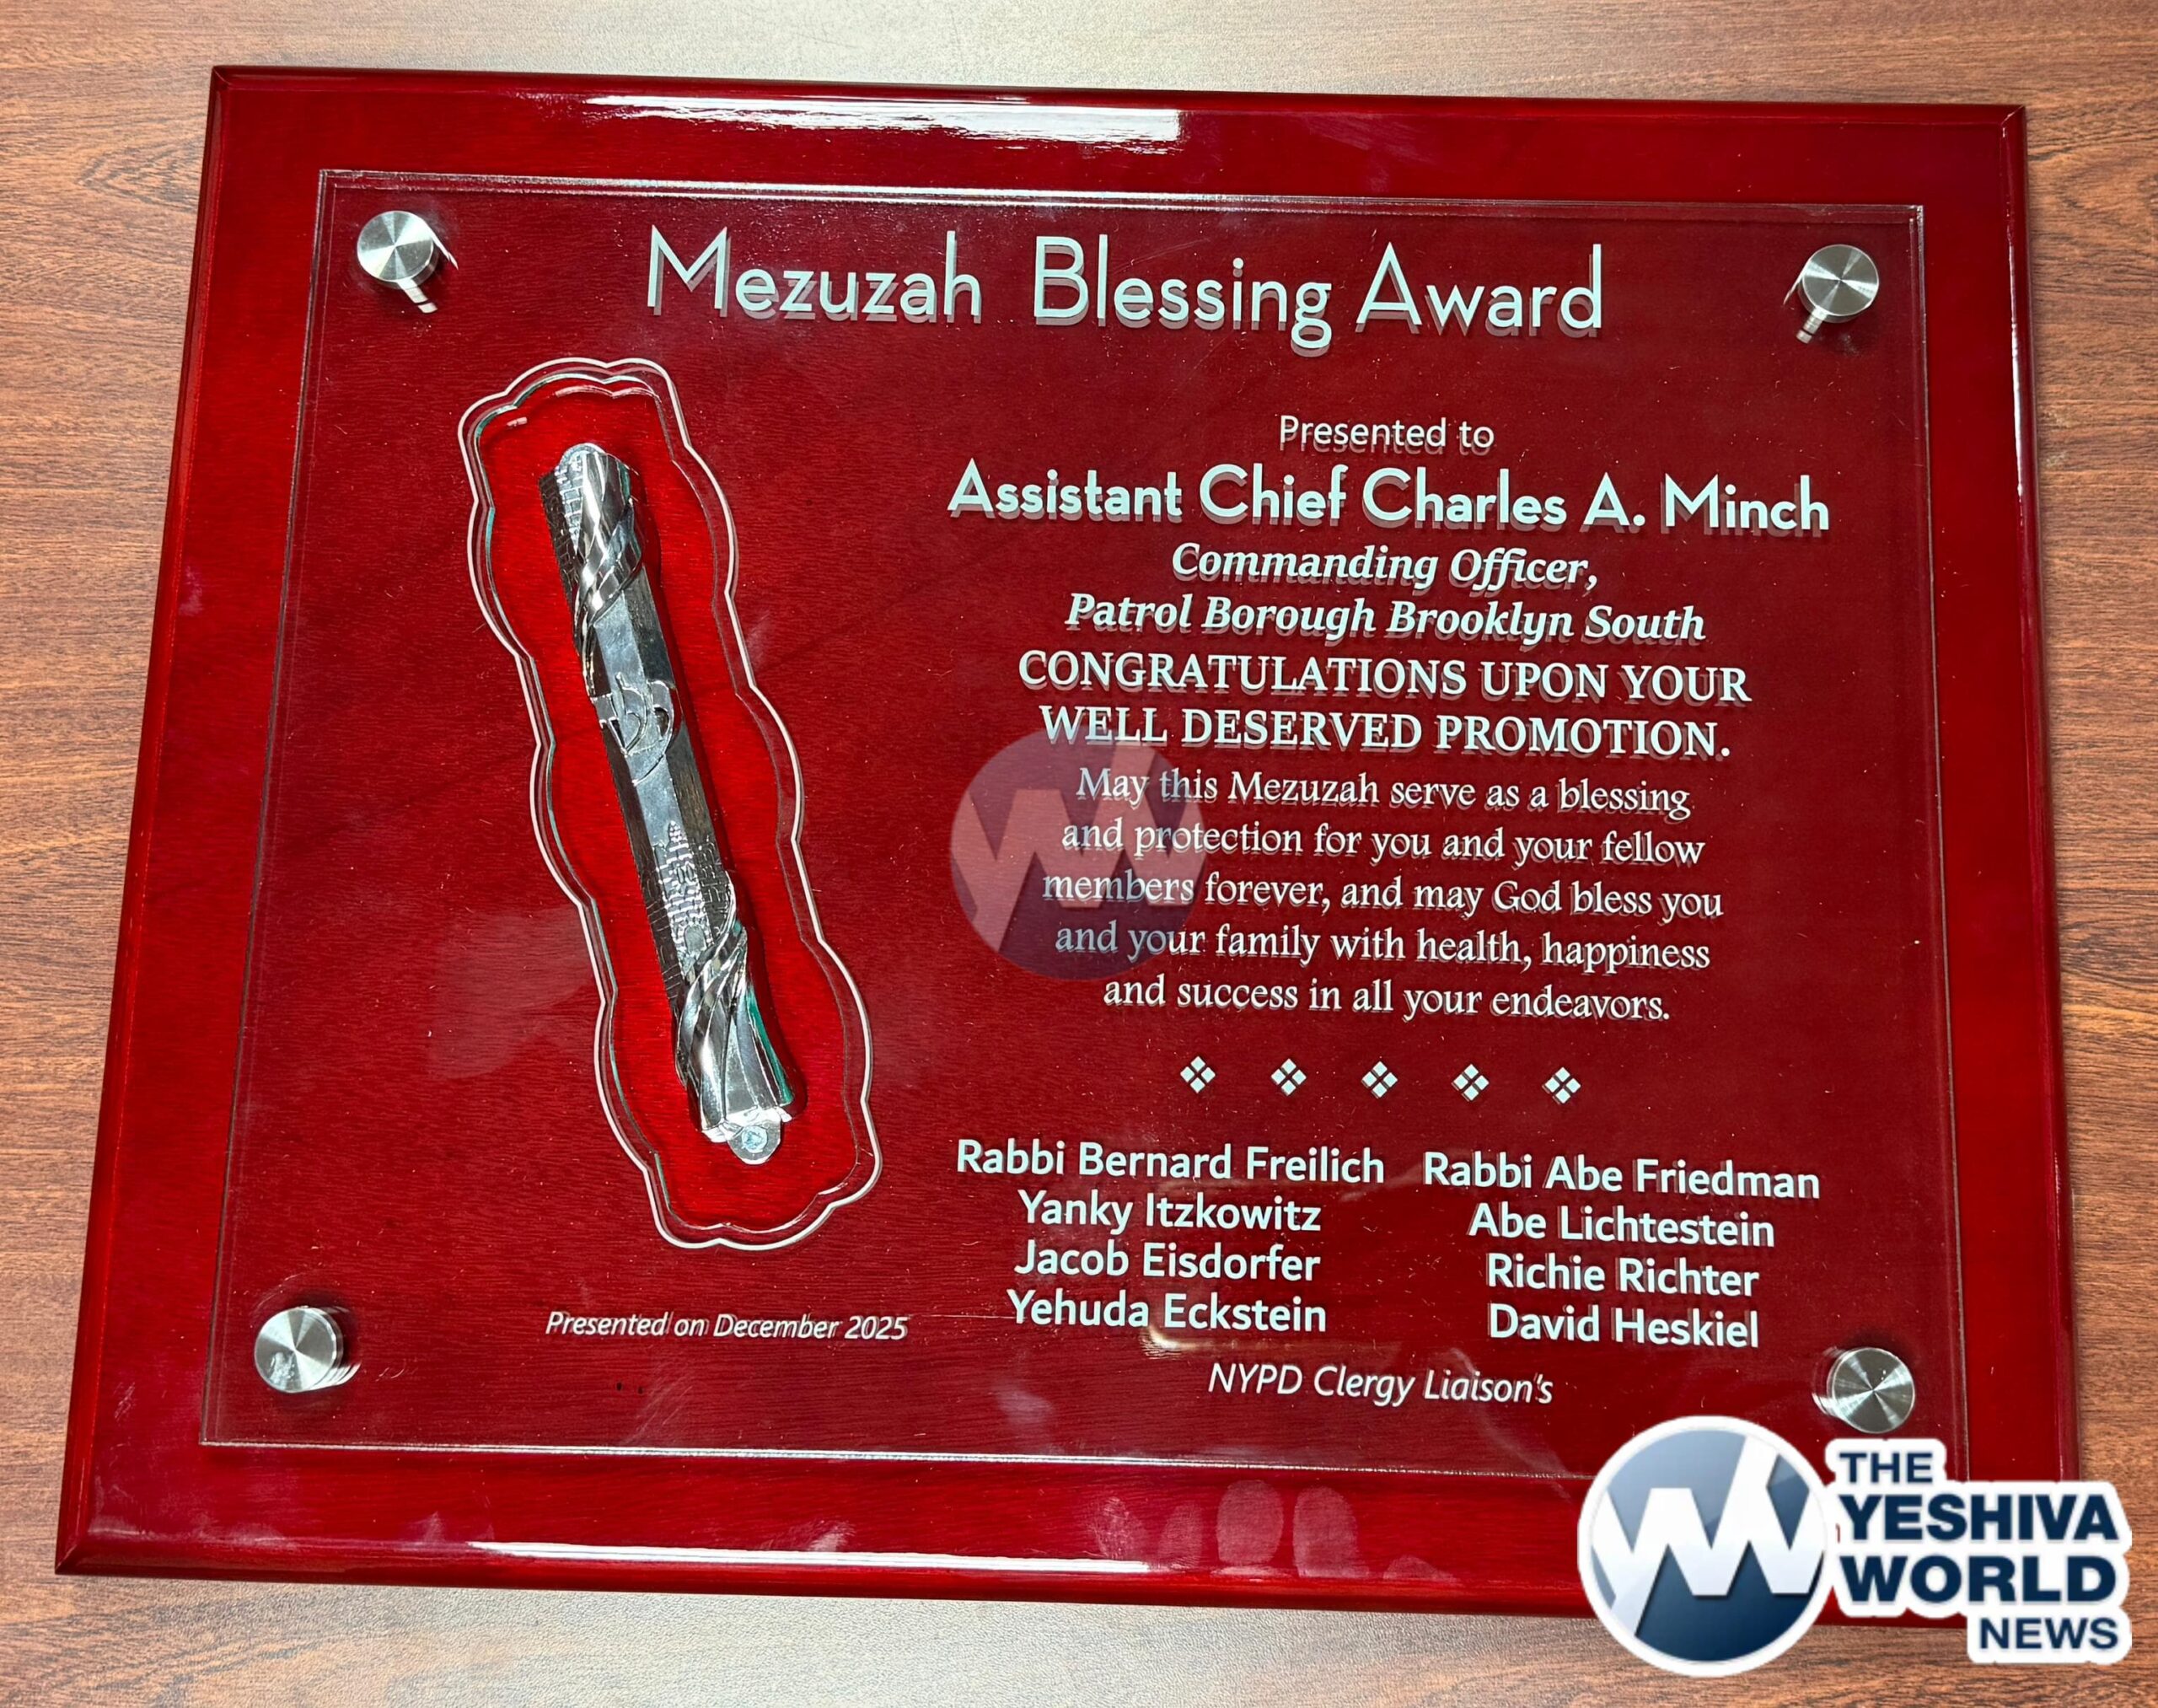 Mezuzah Blessing Award
Presented to
Assistant Chief Charles A. Minch
Commanding Officer,
Patrol Borough Brooklyn South
CONGRATULATIONS UPON YOUR
WELL DESERVED PROMOTION.
May this Mezuzah serve as a blessing
and protection for you and your fellow
members forever, and may God bless you
and your family with health, happiness
and success in all your endeavors.
Rabbi Bernard Freilich Rabbi Abe Friedman
Yanky Itzkowitz Abe Lichtestein
Jacob Eisdorfer Richie Richter
Yehuda Eckstein David Heskiel
Presented on December 2025
NYPD Clergy Liaison's
THE
YESHIVA
WORLD
NEWS